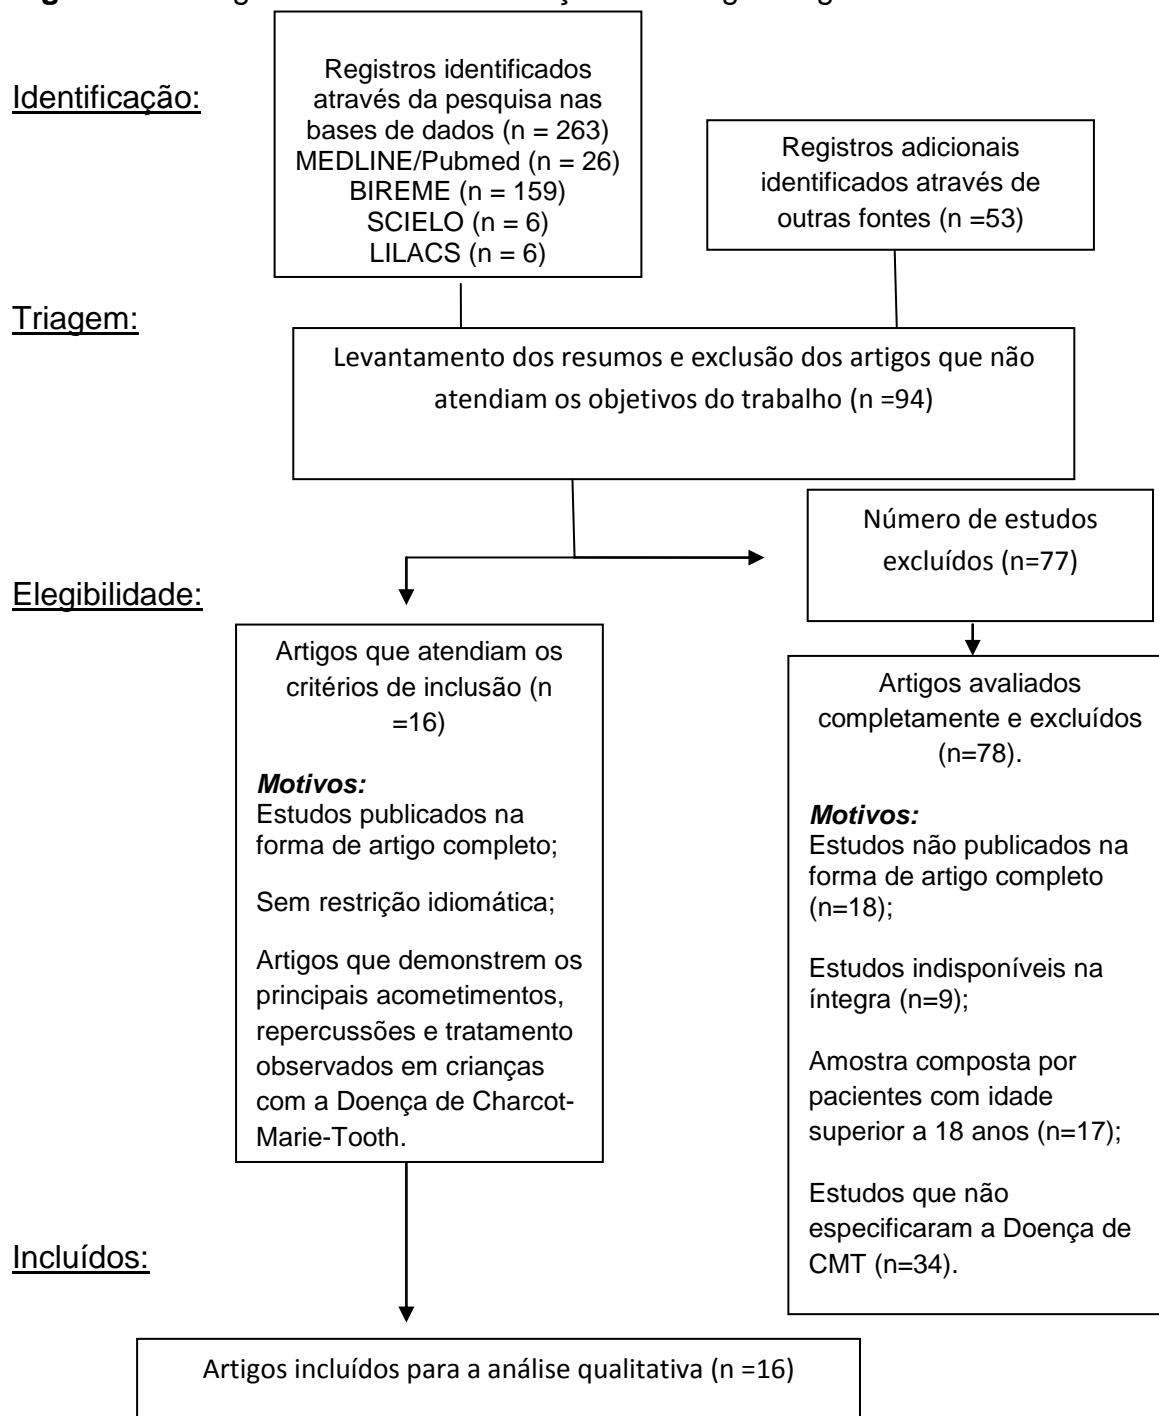 Identificação:
Registros identificados
através da pesquisa nas
bases de dados (n = 263)
MEDLINE/Pubmed (n = 26)
BIREME (n = 159)
SCIELO (n = 6)
LILACS (n = 6)
Registros adicionais
identificados através de
outras fontes (n =53)
Triagem:
Levantamento dos resumos e exclusão dos artigos que não
atendiam os objetivos do trabalho (n =94)
Número de estudos
excluídos (n=77)
Elegibilidade:
Artigos que atendiam os
critérios de inclusão (n
=16)
Motivos:
Estudos publicados na
forma de artigo completo;
Sem restrição idiomática;
Artigos que demonstrem os
principais acometimentos,
repercussões e tratamento
observados em crianças
com a Doença de Charcot-
Marie-Tooth.
Artigos avaliados
completamente e excluídos
(n=78).
Motivos:
Estudos não publicados na
forma de artigo completo
(n=18);
Estudos indisponíveis na
íntegra (n=9);
Amostra composta por
pacientes com idade
superior a 18 anos (n=17);
Estudos que não
especificaram a Doença de
CMT (n=34).
Incluídos:
Artigos incluídos para a análise qualitativa (n =16)